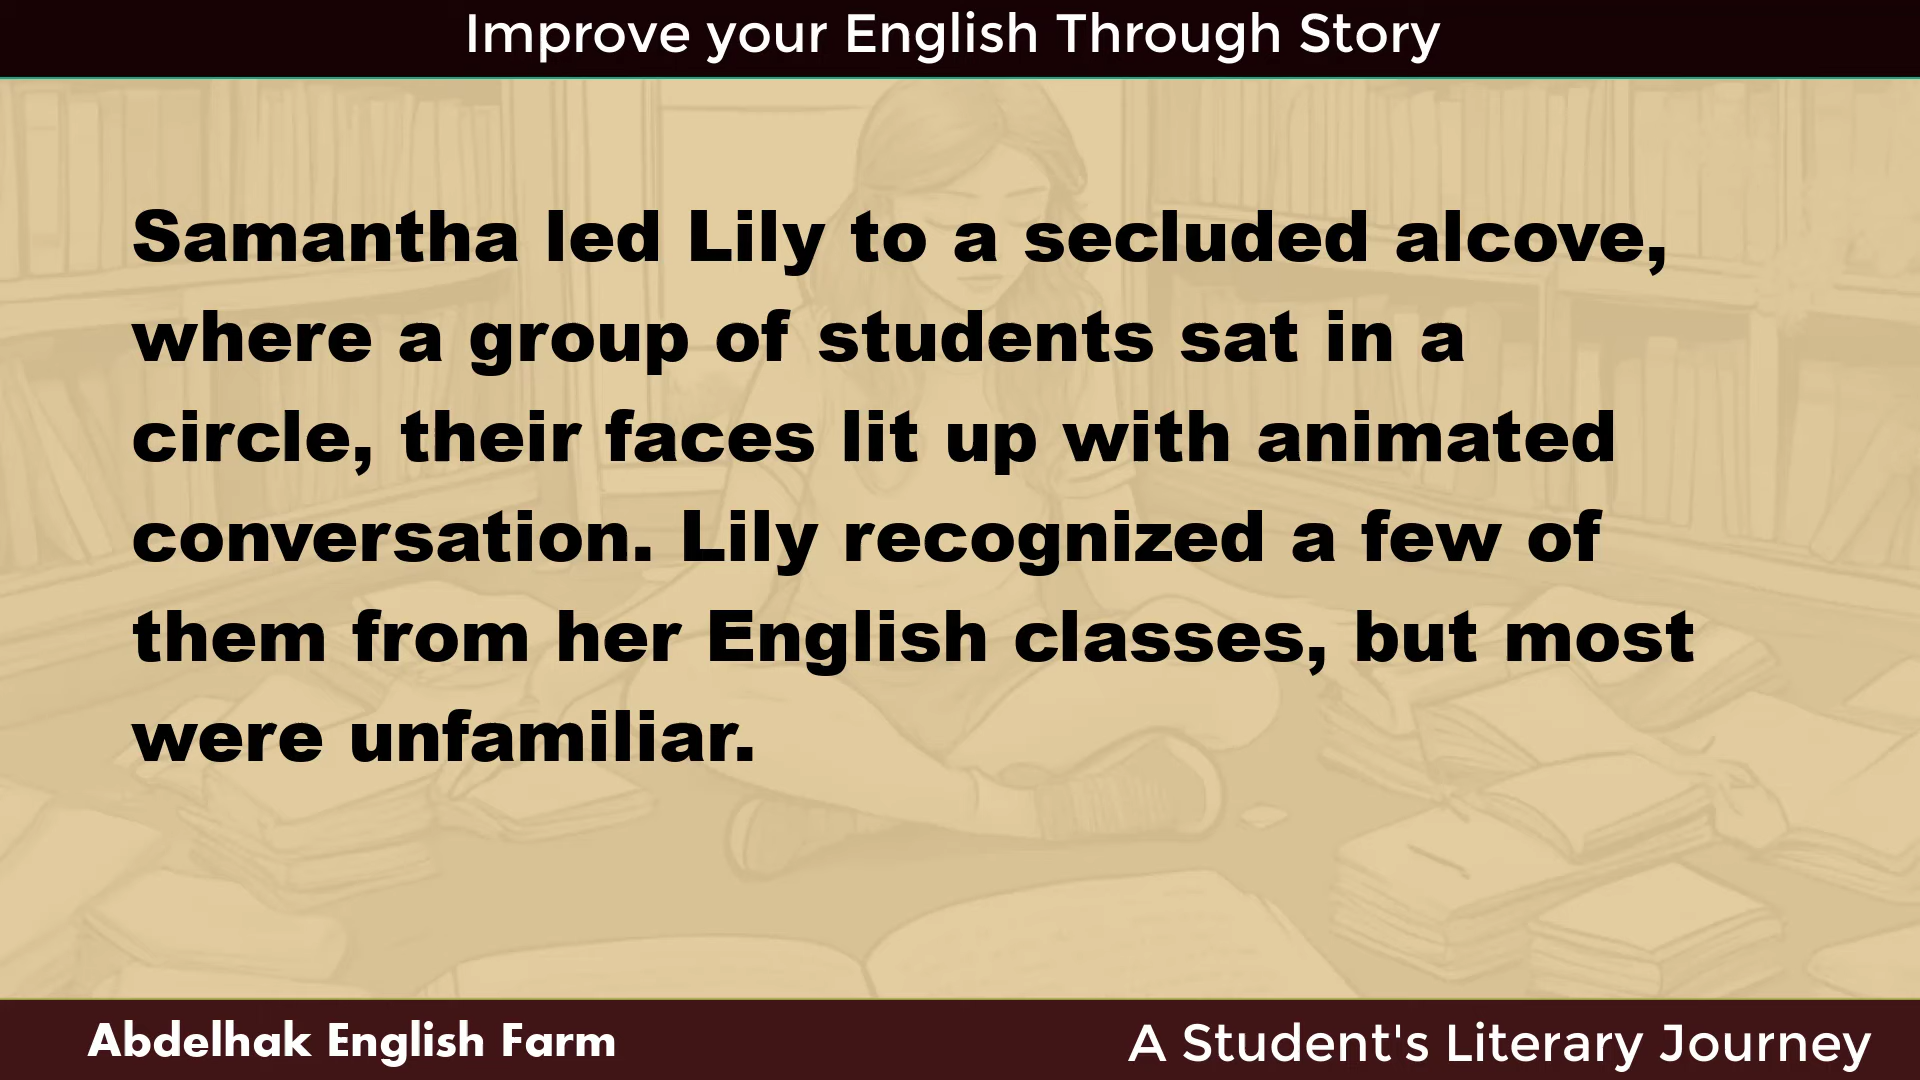 Improve your English Through Story
Samantha led Lily to a secluded alcove,
where a group of students sat in a
circle, their faces lit up with animated
conversation. Lily recognized a few of
them from her English classes, but most
were unfamiliar.
Abdelhak English Farm
A Student's Literary Journey